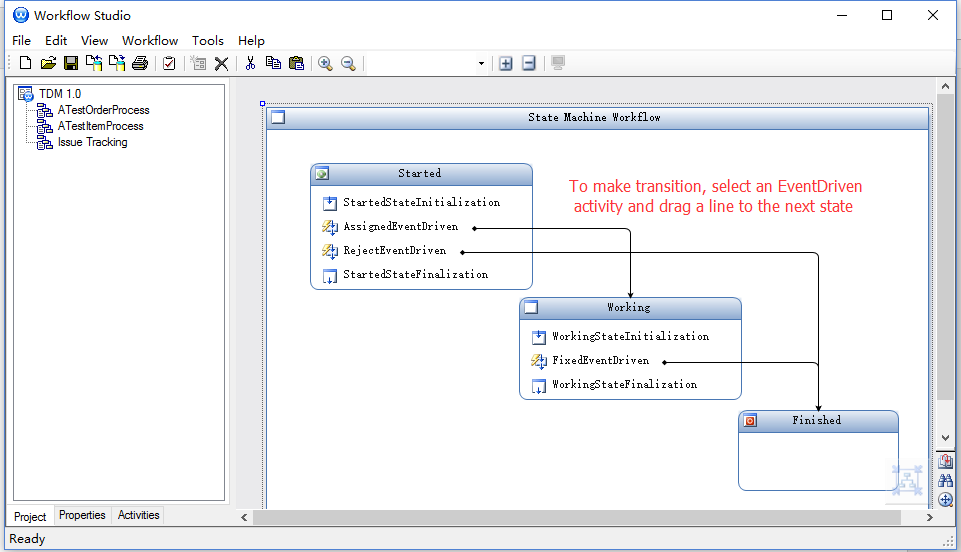 Workflow Studio
File Edit View Workflow Tools Help
TDM 1.0
ATestOrderProcess
ATestItemProcess
Issue Tracking
State Machine Workflow
Started
StartedStateInitialization
AssignedEventDriven
RejectEventDriven
StartedStateFinalization
To make transition, select an EventDriven
activity and drag a line to the next state
Working
WorkingStateInitialization
FixedEventDriven
WorkingStateFinalization
Finished
Project Properties Activities
Ready